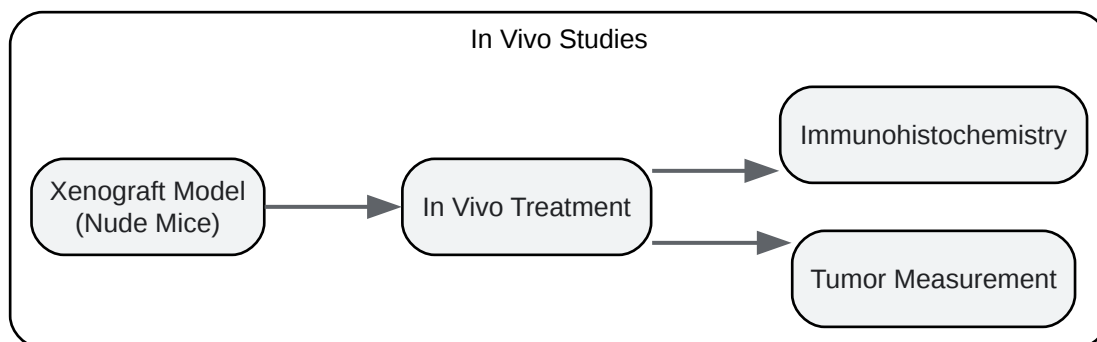 In Vivo Studies
Xenograft Model
(Nude Mice)
In Vivo Treatment
Immunohistochemistry
Tumor Measurement